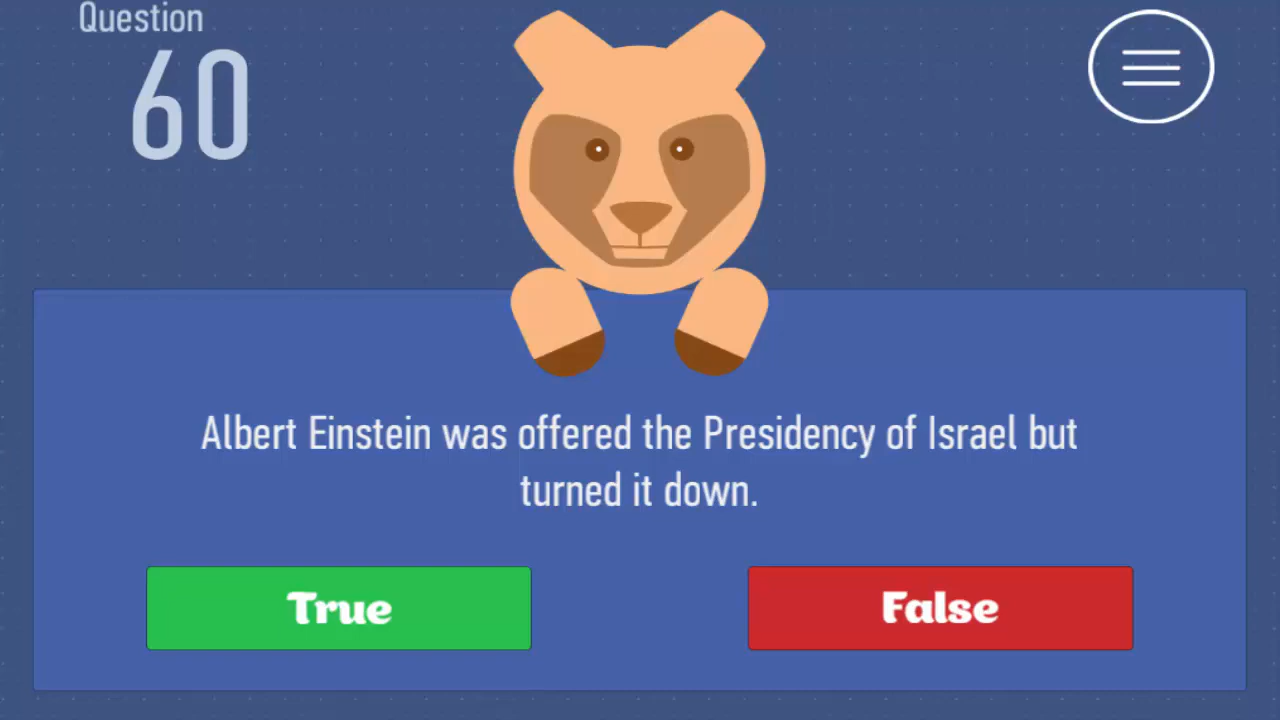 Question
60
Albert Einstein was offered the Presidency of Israel but
turned it down.
True
False